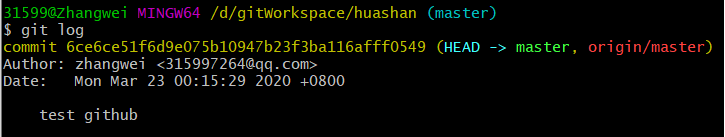 31599@Zhangwei MINGW64 /d/gitWorkspace/huashan (master)
$ git log
commit 6ce6ce51f6d9e075b10947b23f3ba116afff0549 (HEAD -> master, origin/master)
Author: zhangwei <315997264@qq.com>
Date:   Mon Mar 23 00:15:29 2020 +0800
    test github